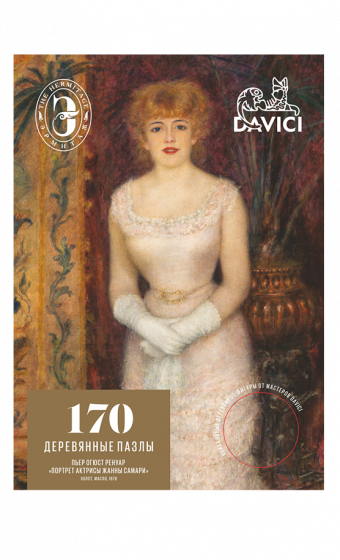 THE HERMITAGE
ЭРМИТАЖ
DAVICI
170
ДЕРЕВЯННЫЕ ПАЗЛЫ
ПЬЕР ОГЮСТ РЕНУАР
«ПОРТРЕТ АКТРИСЫ ЖАННЫ САМАРИ»
ХОЛСТ, МАСЛО, 1878
ФИГУРЫ ОТ МАСТЕРОВ DAVICI